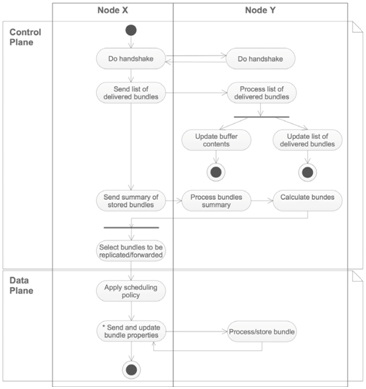 Node X
Node Y
Control
Plane
Do handshake
Do handshake
Send list of
delivered bundles
Process list of
delivered bundles
Update buffer
contents
Update list of
delivered bundles
Send summary of
stored bundles
Process bundles
summary
Calculate bundes
Select bundles to be
replicated/forwarded
Data
Plane
Apply scheduling
policy
* Send and update
bundle properties
Process/store bundle